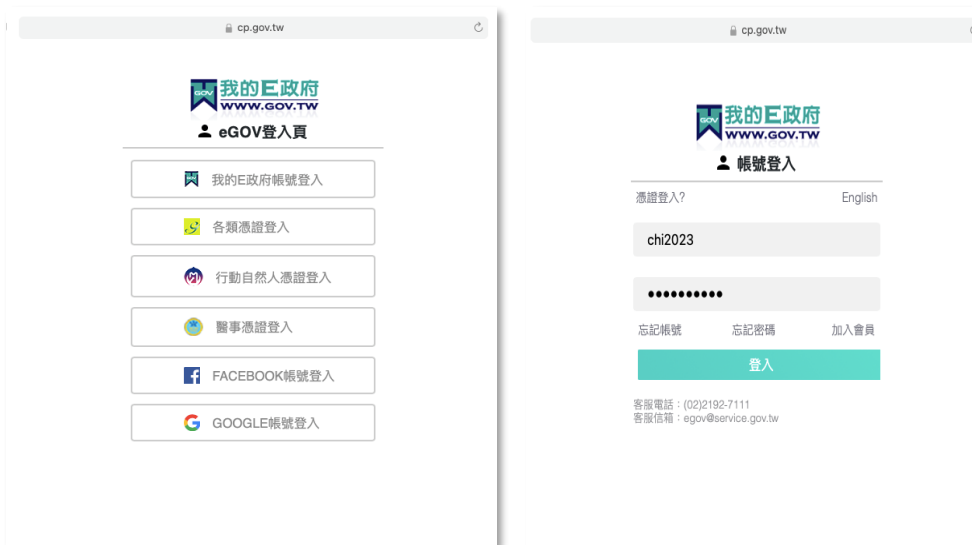 cp.gov.tw
GOV
我的E政府
WWW.GOV.TW
eGOV登入頁
我的E政府帳號登入
各類憑證登入
行動自然人憑證登入
醫事憑證登入
FACEBOOK帳號登入
GOOGLE帳號登入
cp.gov.tw
GOV
我的E政府
WWW.GOV.TW
帳號登入
憑證登入? English
chi2023
••••••••••
忘記帳號 忘記密碼 加入會員
登入
客服電話：(02)2192-7111
客服信箱：egov@service.gov.tw